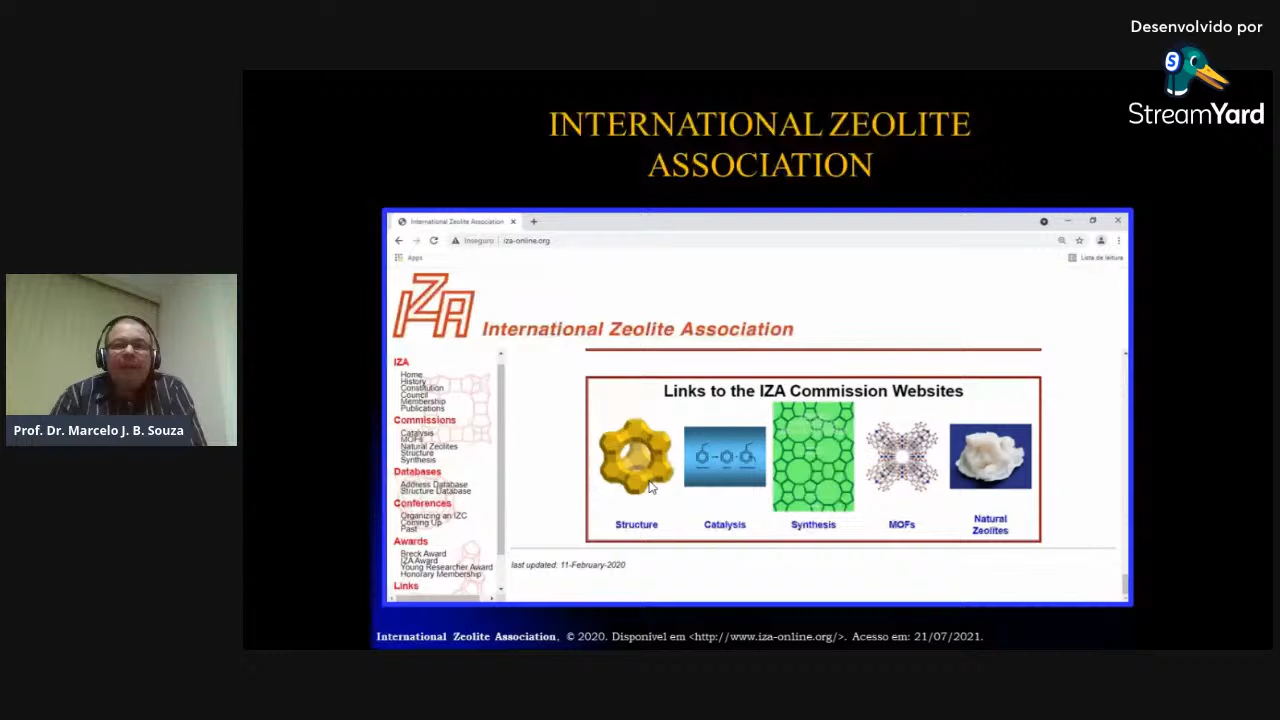 Desenvolvido por
S
StreamYard
INTERNATIONAL ZEOLITE
ASSOCIATION
International Zeolite Association
Inseguro iza-online.org
Apps
Lista de leitura
IZA
International Zeolite Association
IZA
Home
History
Constitution
Council
Membership
Publications
Commissions
Catalysis
MOFs
Natural Zeolites
Structure
Synthesis
Databases
Address Database
Structure Database
Conferences
Organizing an IZC
Coming Up
Past
Awards
Breck Award
IZA Award
Young Researcher Award
Honorary Membership
Links
Links to the IZA Commission Websites
Structure
Catalysis
Synthesis
MOFs
Natural
Zeolites
last updated: 11-February-2020
Prof. Dr. Marcelo J. B. Souza
International Zeolite Association, © 2020. Disponível em <http://www.iza-online.org/>. Acesso em: 21/07/2021.